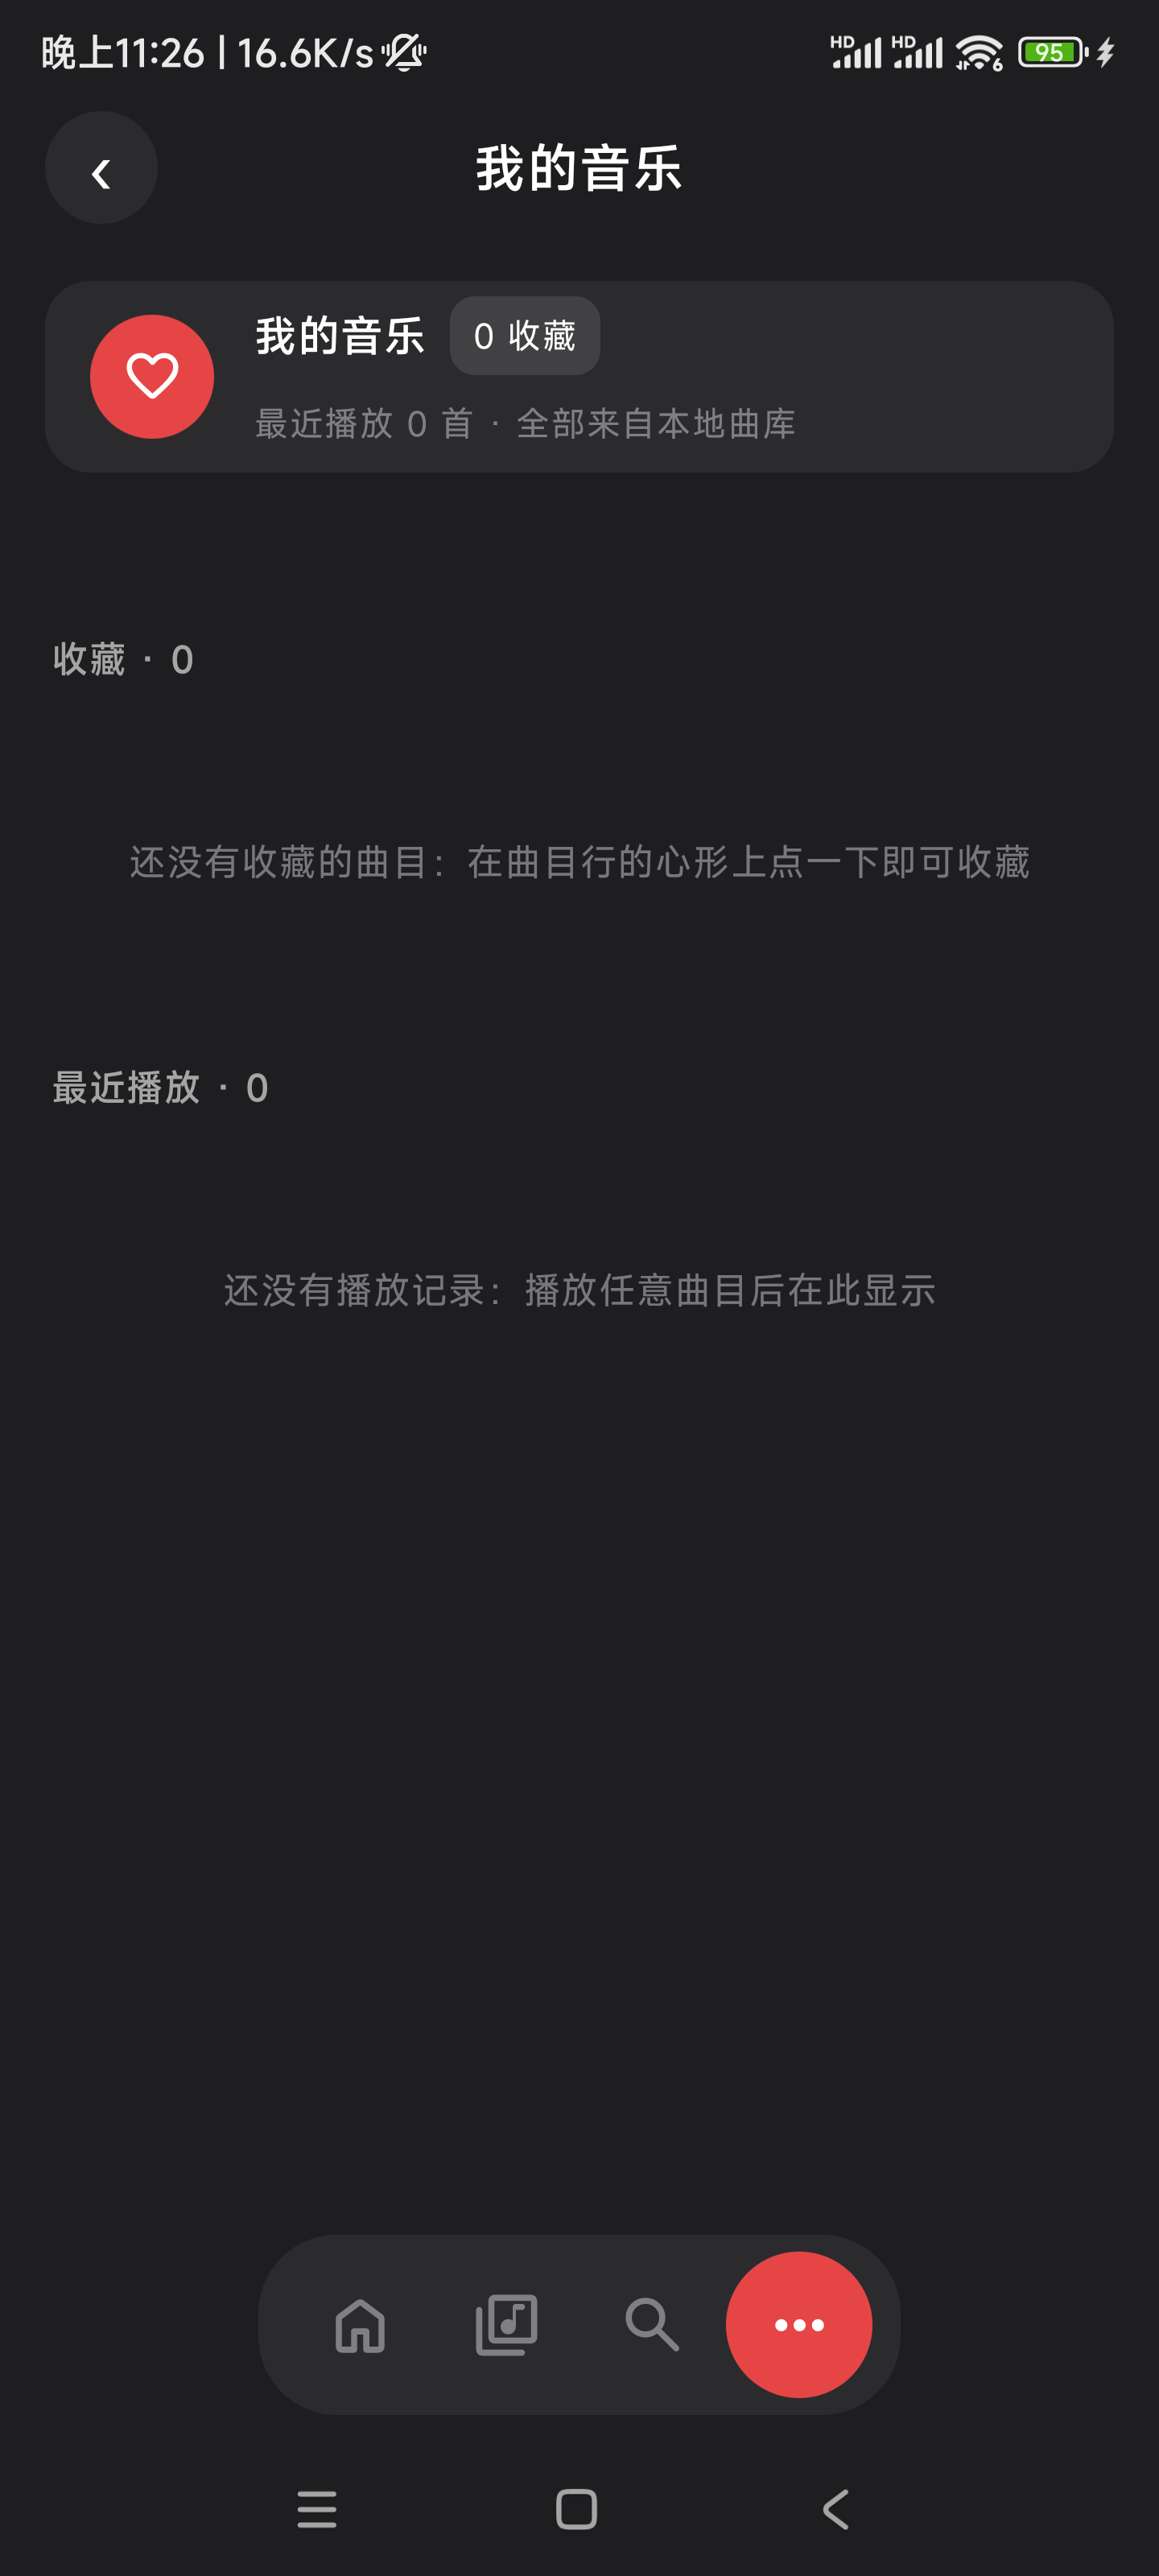 晚上11:26 | 16.6K/s
HD HD 6 95
我的音乐
我的音乐 0 收藏
最近播放 0 首 · 全部来自本地曲库
收藏 · 0
还没有收藏的曲目：在曲目行的心形上点一下即可收藏
最近播放 · 0
还没有播放记录：播放任意曲目后在此显示